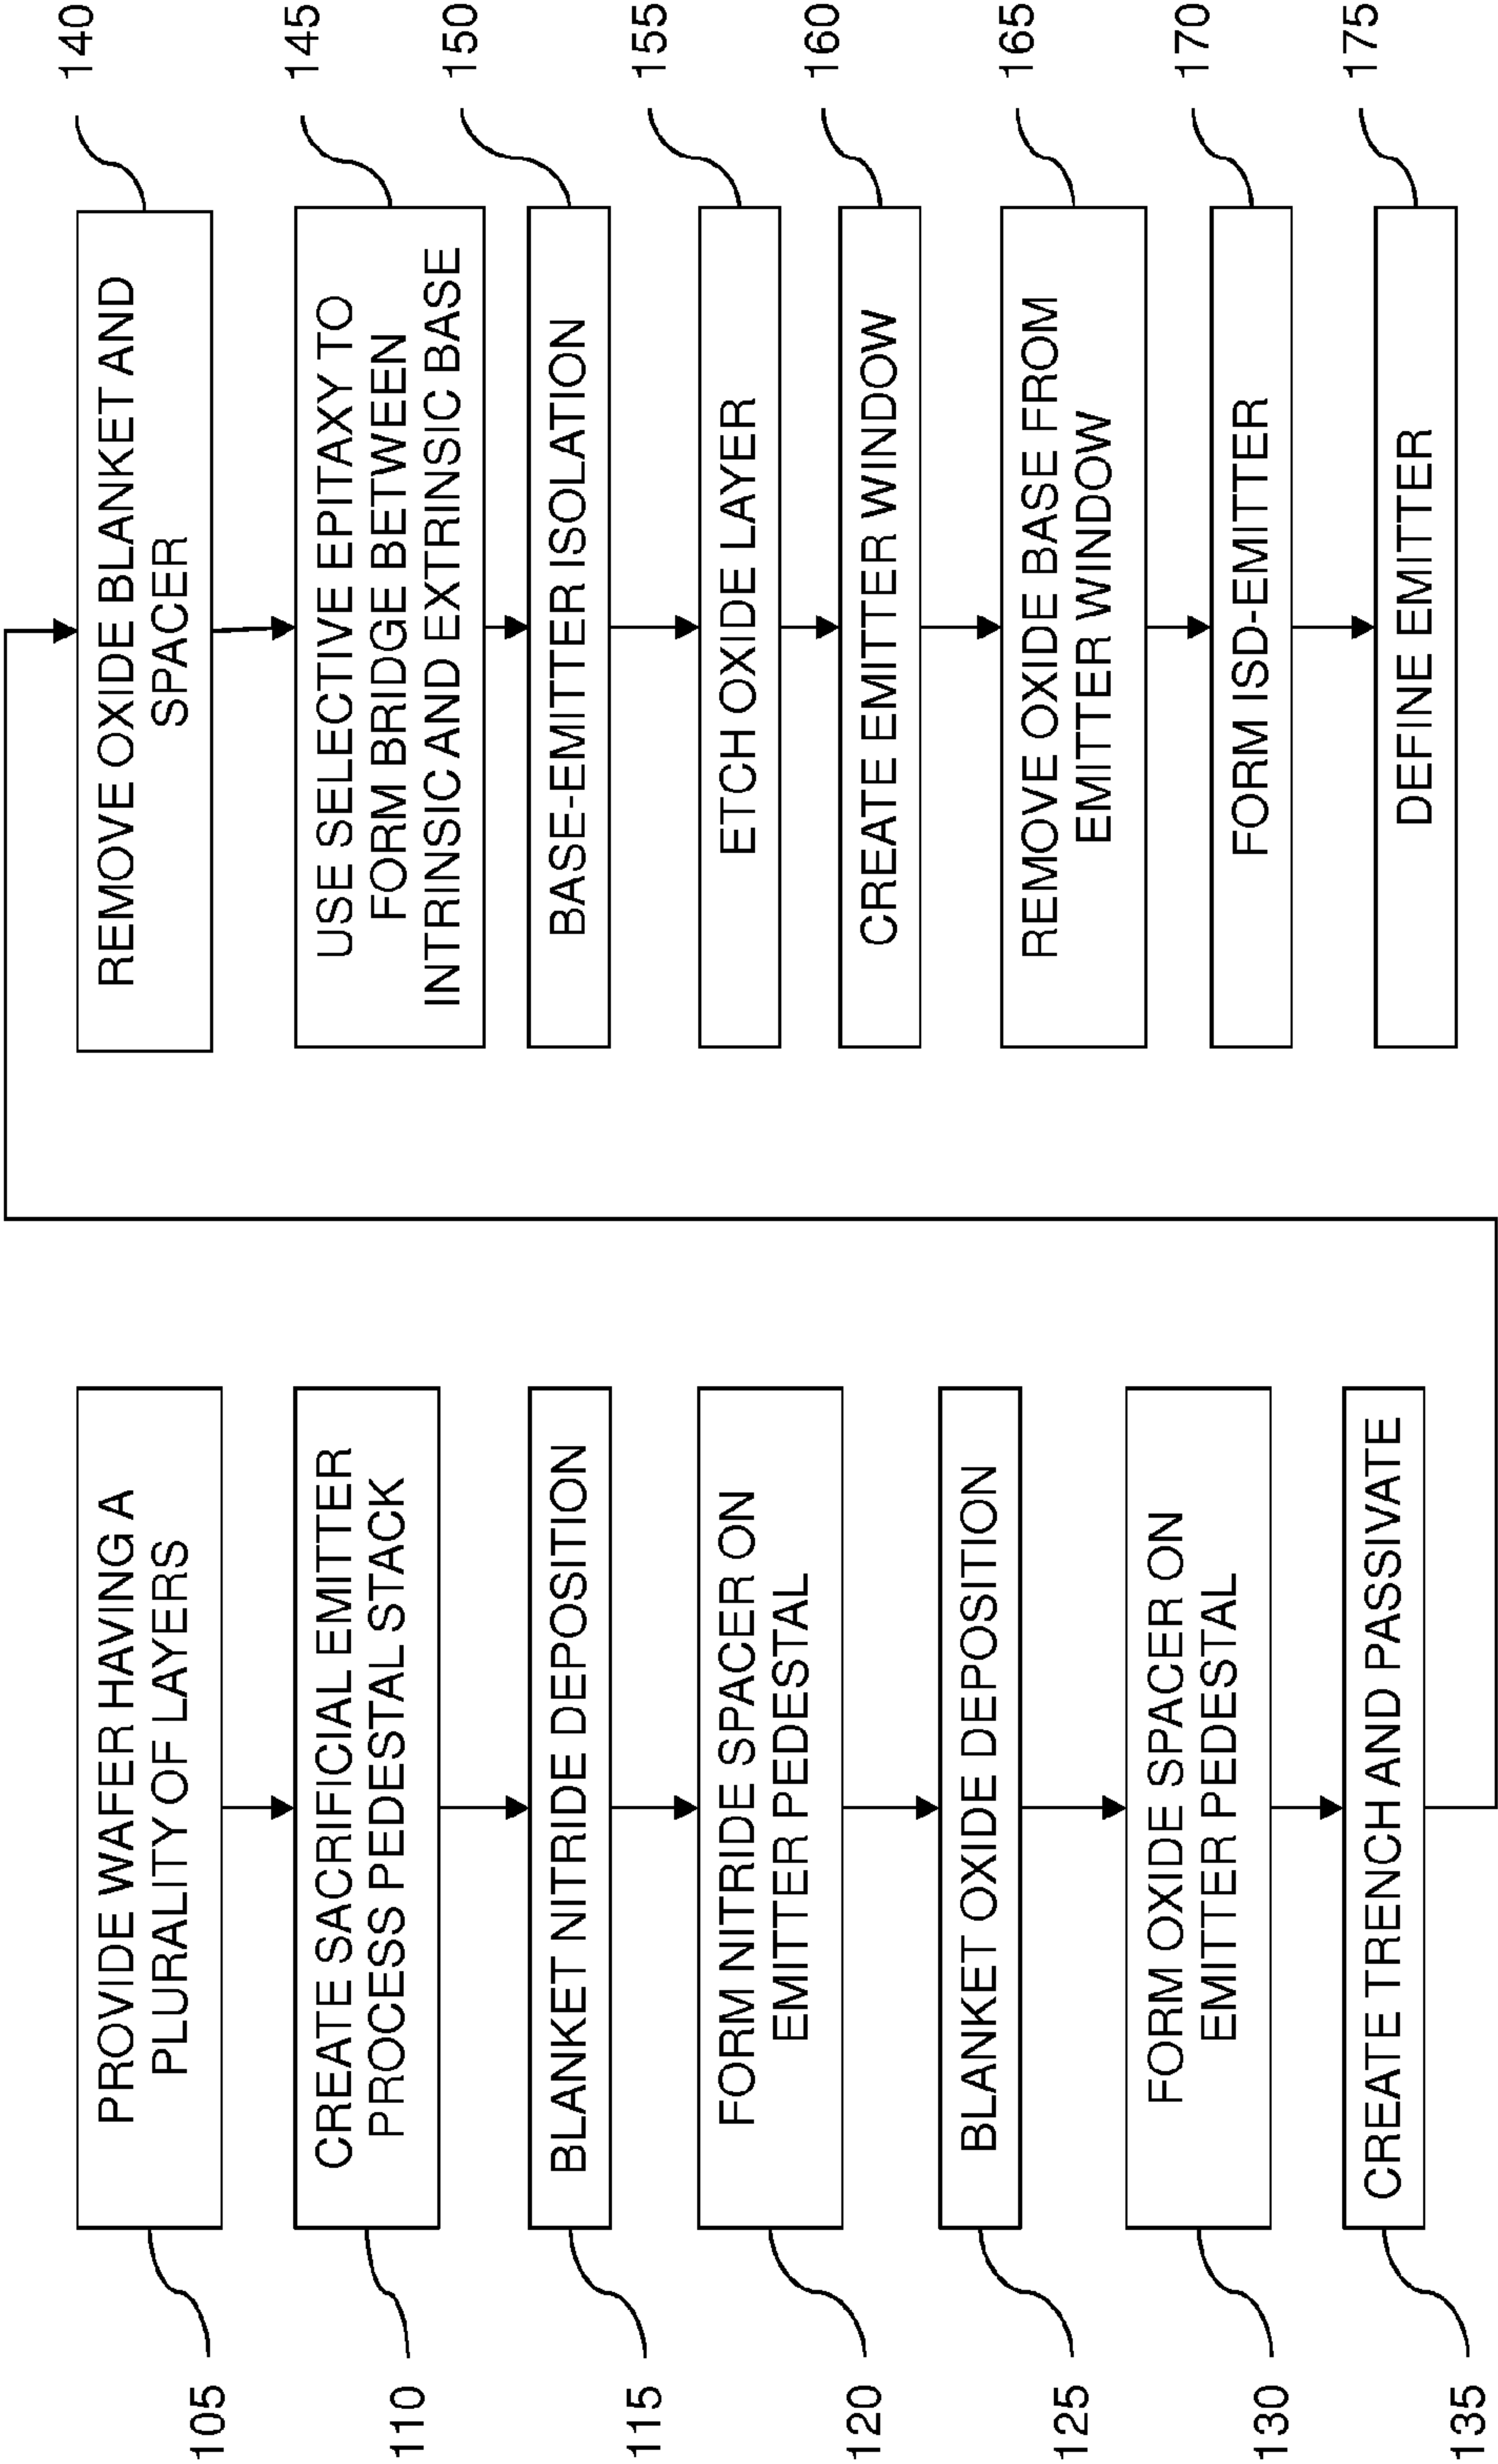 105
PROVIDE WAFER HAVING A
PLURALITY OF LAYERS
110
CREATE SACRIFICIAL EMITTER
PROCESS PEDESTAL STACK
115
BLANKET NITRIDE DEPOSITION
120
FORM NITRIDE SPACER ON
EMITTER PEDESTAL
125
BLANKET OXIDE DEPOSITION
130
FORM OXIDE SPACER ON
EMITTER PEDESTAL
135
CREATE TRENCH AND PASSIVATE
REMOVE OXIDE BLANKET AND
SPACER
140
USE SELECTIVE EPITAXY TO
FORM BRIDGE BETWEEN
INTRINSIC AND EXTRINSIC BASE
145
BASE-EMITTER ISOLATION
150
ETCH OXIDE LAYER
155
CREATE EMITTER WINDOW
160
REMOVE OXIDE BASE FROM
EMITTER WINDOW
165
FORM ISD-EMITTER
170
DEFINE EMITTER
175